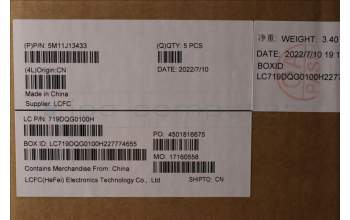 (P)P/N: 5M11J13433
(Q)QTY: 5 PCS
(4L)Origin:CN
DATE: 2022/7/10
Made in China
Supplier: LCFC
净重: WEIGHT: 3.40
DATE: 2022/7/10 19:1
BOXID:
LC719DQG0100H22777
LC P/N: 719DQG0100H
PO: 4501816675
BOX ID: LC719DQG0100H227774655
MO: 17160558
Contains Merchandise From: China
LCFC(HeFei) Electronics Technology Co., Ltd
SHIPTO: CN